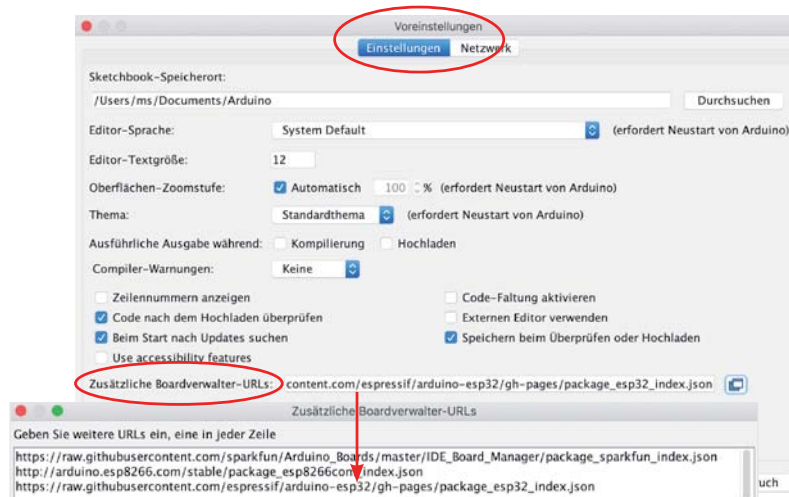 Voreinstellungen
Einstellungen Netzwerk
Sketchbook-Speicherort:
/Users/ms/Documents/Arduino Durchsuchen
Editor-Sprache: System Default (erfordert Neustart von Arduino)
Editor-Textgröße: 12
Oberflächen-Zoomstufe: Automatisch 100 % (erfordert Neustart von Arduino)
Thema: Standardthema (erfordert Neustart von Arduino)
Ausführliche Ausgabe während: Kompilierung Hochladen
Compiler-Warnungen: Keine
Zeilennummern anzeigen Code-Faltung aktivieren
Code nach dem Hochladen überprüfen Externen Editor verwenden
Beim Start nach Updates suchen Speichern beim Überprüfen oder Hochladen
Use accessibility features
Zusätzliche Boardverwalter-URLs: content.com/espressif/arduino-esp32/gh-pages/package_esp32_index.json
Zusätzliche Boardverwalter-URLs
Geben Sie weitere URLs ein, eine in jeder Zeile
https://raw.githubusercontent.com/sparkfun/Arduino_Boards/master/IDE_Board_Manager/package_sparkfun_index.json
http://arduino.esp8266.com/stable/package_esp8266com_index.json
https://raw.githubusercontent.com/espressif/arduino-esp32/gh-pages/package_esp32_index.json
uch